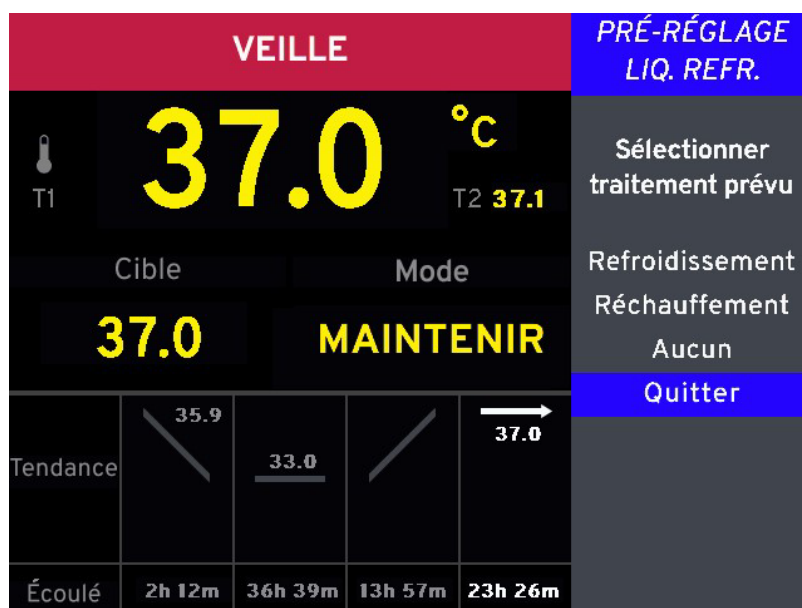 VEILLE
37.0 °C
T1
T2 37.1
Cible
Mode
37.0
MAINTENIR
Tendance
35.9
33.0
37.0
Écoulé
2h 12m
36h 39m
13h 57m
23h 26m
PRÉ-RÉGLAGE
LIQ. REFR.
Sélectionner
traitement prévu
Refroidissement
Réchauffement
Aucun
Quitter